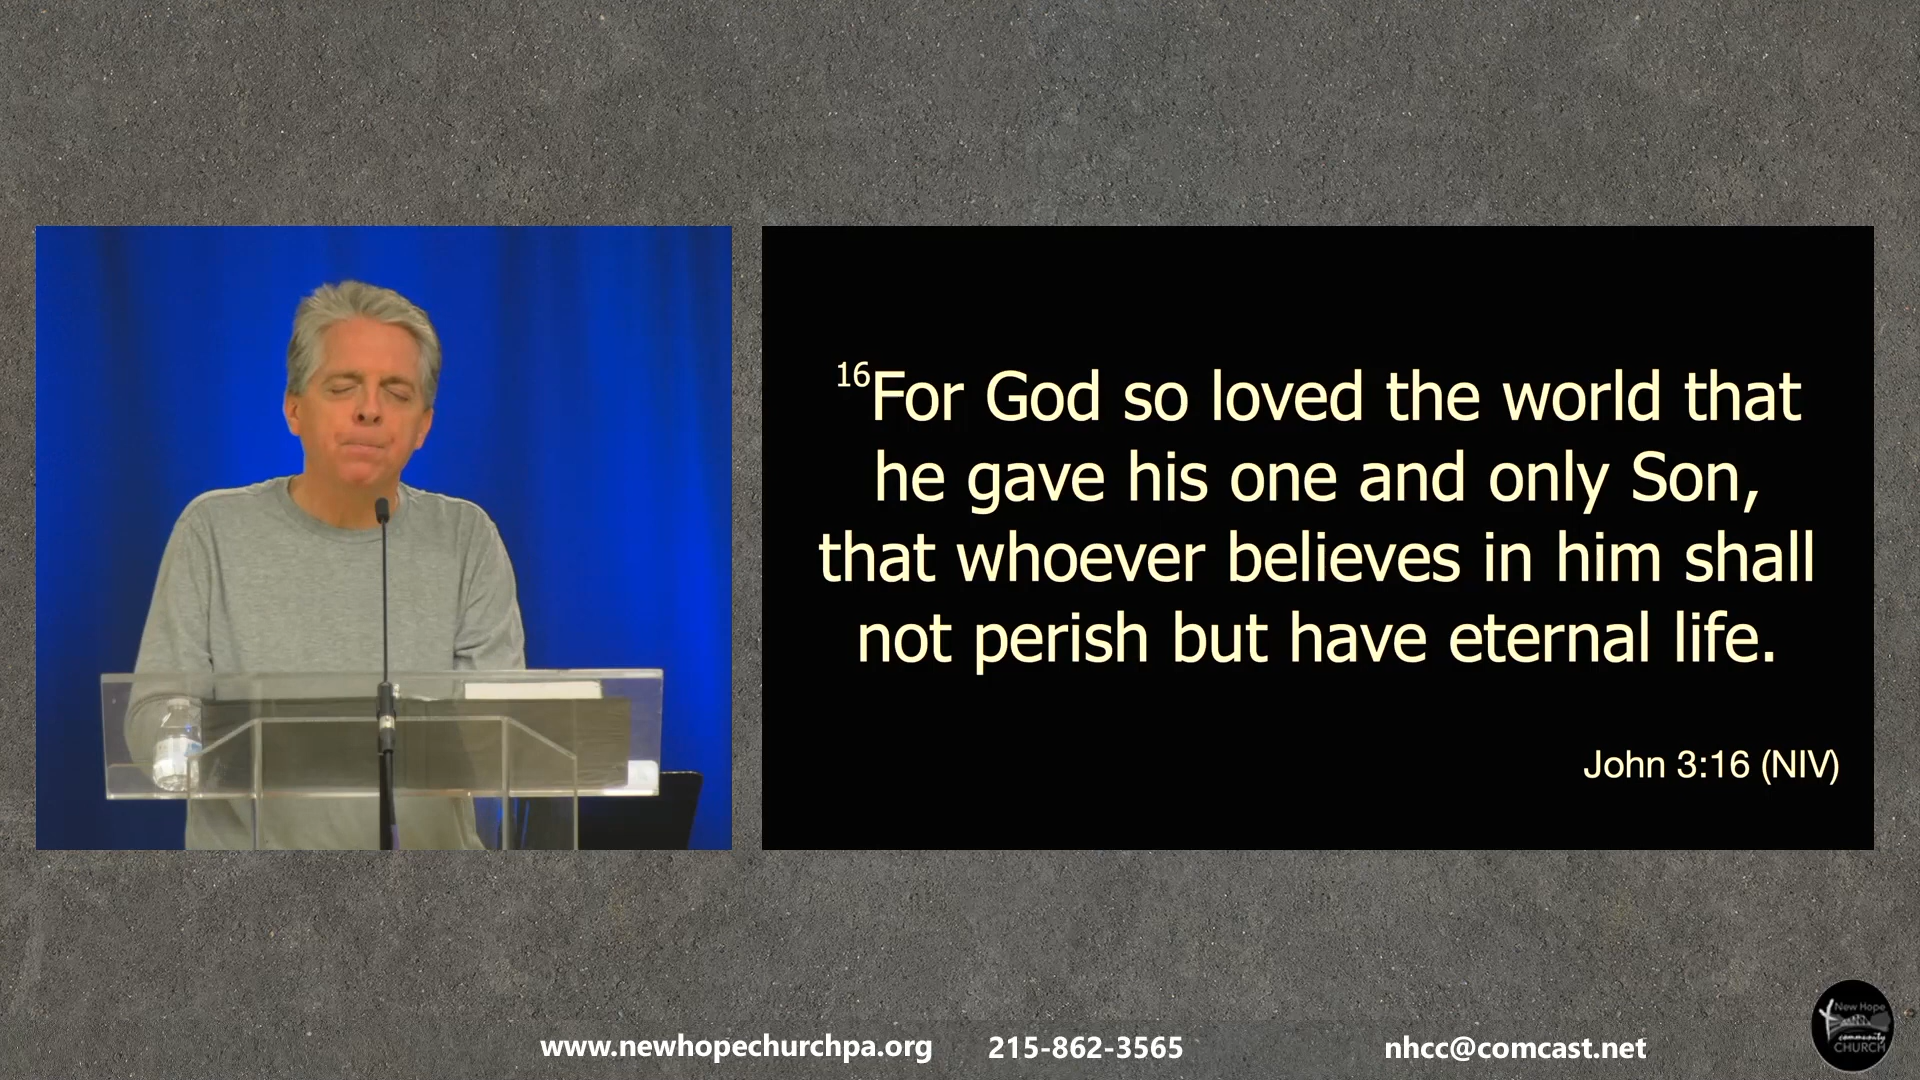 16For God so loved the world that
he gave his one and only Son,
that whoever believes in him shall
not perish but have eternal life.
John 3:16 (NIV)
New Hope
community
CHURCH
www.newhopechurchpa.org 215-862-3565 nhcc@comcast.net